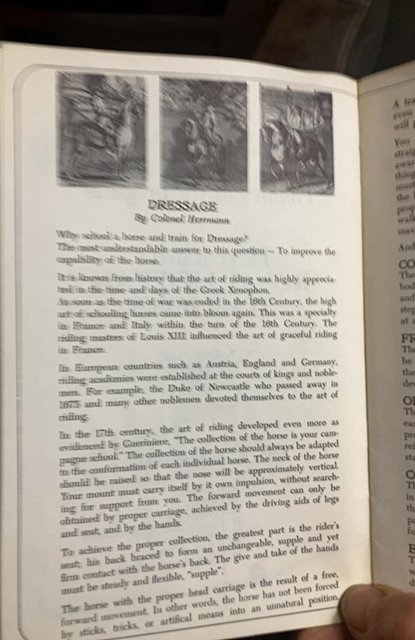 DRESSAGE
By Colonel Herrmann
Why school a horse and train for Dressage?
The most understandable answer to this question — To improve the
capability of the horse.
It is known from history that the art of riding was highly apprecia-
ted in the time and days of the Greek Xenophon.
As soon as the time of war was ended in the 16th Century, the high
art of schooling horses came into bloom again. This was a specialty
in France and Italy within the turn of the 16th Century. The
riding masters of Louis XIII influenced the art of graceful riding
in France.
In European countries such as Austria, England and Germany,
riding academies were established at the courts of kings and noble-
men. For example, the Duke of Newcastle who passed away in
1675 and many other noblemen devoted themselves to the art of
riding.
In the 17th century, the art of riding developed even more as
evidenced by Gueriniere, "The collection of the horse is your cam-
pagne school." The collection of the horse should always be adapted
to the conformation of each individual horse. The neck of the horse
should be raised so that the nose will be approximately vertical.
Your mount must carry itself by it own impulsion, without search-
ing for support from you. The forward movement can only be
obtained by proper carriage, achieved by the driving aids of legs
and seat, and by the hands.
To achieve the proper collection, the greatest part is the rider's
seat; his back braced to form an unchangeable, supple and yet
firm contact with the horse's back. The give and take of the hands
must be steady and flexible, "supple".
The horse with the proper head carriage is the result of a free,
forward movement. In other words, the horse has not been forced
by sticks, tricks, or artifical means into an unnatural position.